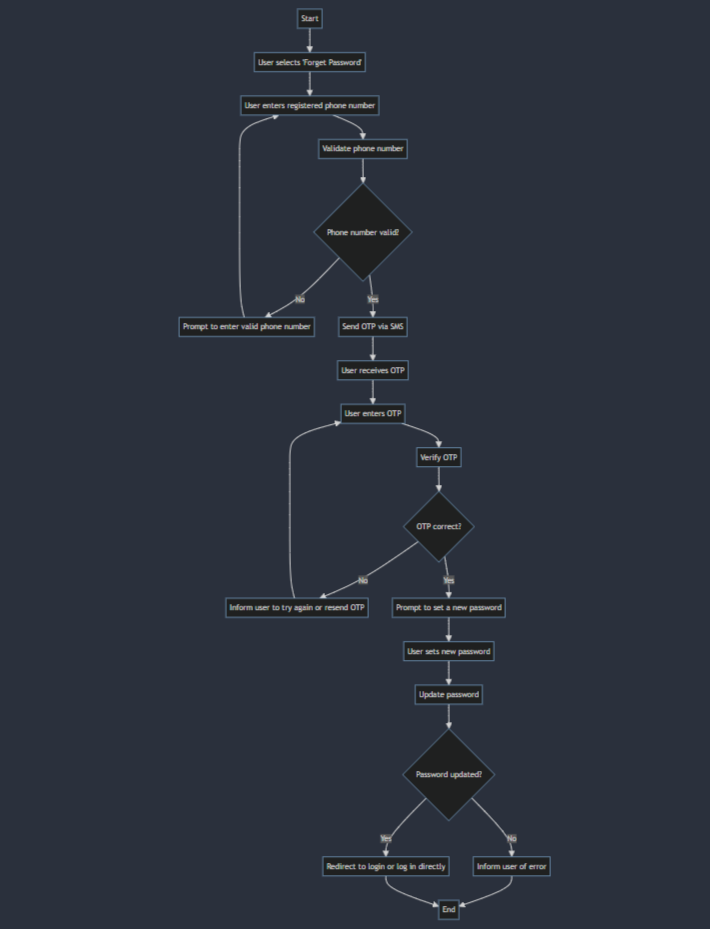 Start
User selects 'Forget Password'
User enters registered phone number
Validate phone number
Phone number valid?
No
Yes
Prompt to enter valid phone number
Send OTP via SMS
User receives OTP
User enters OTP
Verify OTP
OTP correct?
No
Yes
Inform user to try again or resend OTP
Prompt to set a new password
User sets new password
Update password
Password updated?
Yes
No
Redirect to login or log in directly
Inform user of error
End